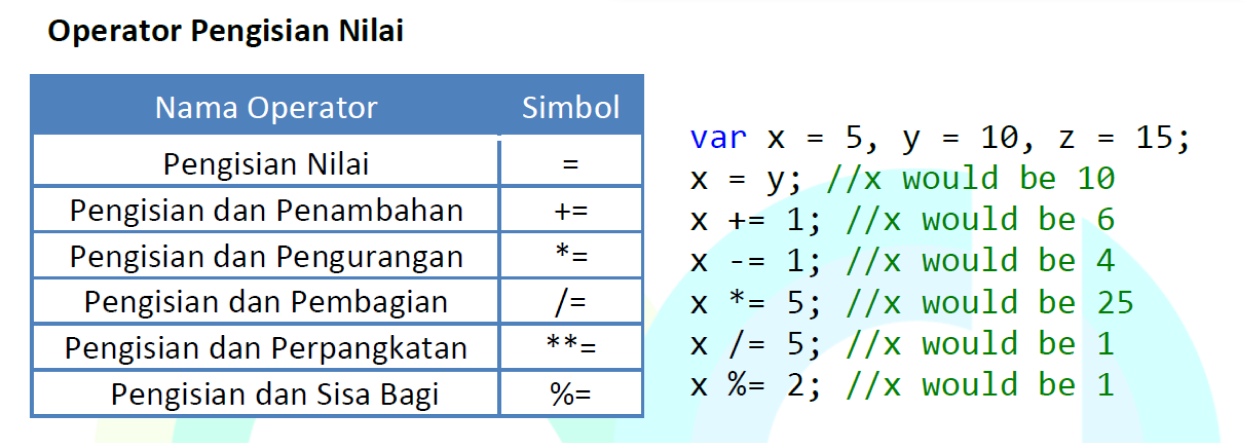 Operator Pengisian Nilai
Nama Operator Simbol
Pengisian Nilai =
Pengisian dan Penambahan +=
Pengisian dan Pengurangan *=
Pengisian dan Pembagian /=
Pengisian dan Perpangkatan **=
Pengisian dan Sisa Bagi %=
var x = 5, y = 10, z = 15;
x = y; //x would be 10
x += 1; //x would be 6
x -= 1; //x would be 4
x *= 5; //x would be 25
x /= 5; //x would be 1
x %= 2; //x would be 1